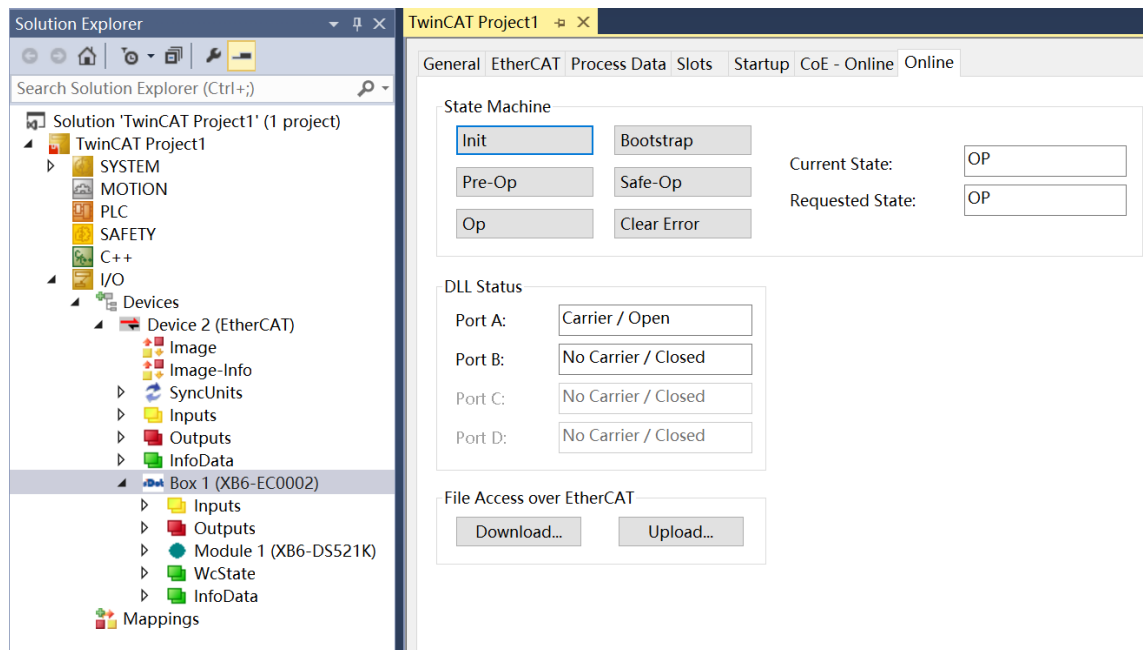 Solution Explorer
Search Solution Explorer (Ctrl+;)
Solution 'TwinCAT Project1' (1 project)
TwinCAT Project1
SYSTEM
MOTION
PLC
SAFETY
C++
I/O
Devices
Device 2 (EtherCAT)
Image
Image-Info
SyncUnits
Inputs
Outputs
InfoData
Box 1 (XB6-EC0002)
Inputs
Outputs
Module 1 (XB6-DS521K)
WcState
InfoData
Mappings
TwinCAT Project1
General EtherCAT Process Data Slots Startup CoE - Online Online
State Machine
Init Bootstrap
Pre-Op Safe-Op
Op Clear Error
Current State: OP
Requested State: OP
DLL Status
Port A: Carrier / Open
Port B: No Carrier / Closed
Port C: No Carrier / Closed
Port D: No Carrier / Closed
File Access over EtherCAT
Download... Upload...